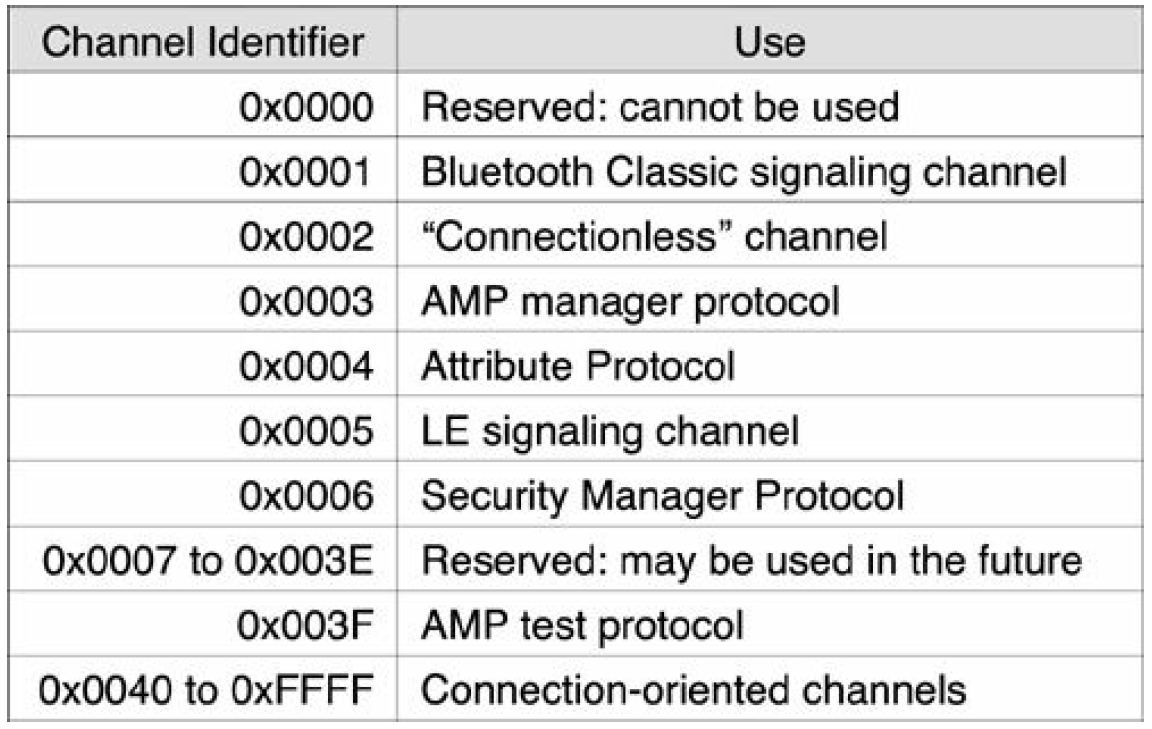 Channel Identifier Use
0x0000 Reserved: cannot be used
0x0001 Bluetooth Classic signaling channel
0x0002 “Connectionless” channel
0x0003 AMP manager protocol
0x0004 Attribute Protocol
0x0005 LE signaling channel
0x0006 Security Manager Protocol
0x0007 to 0x003E Reserved: may be used in the future
0x003F AMP test protocol
0x0040 to 0xFFFF Connection-oriented channels